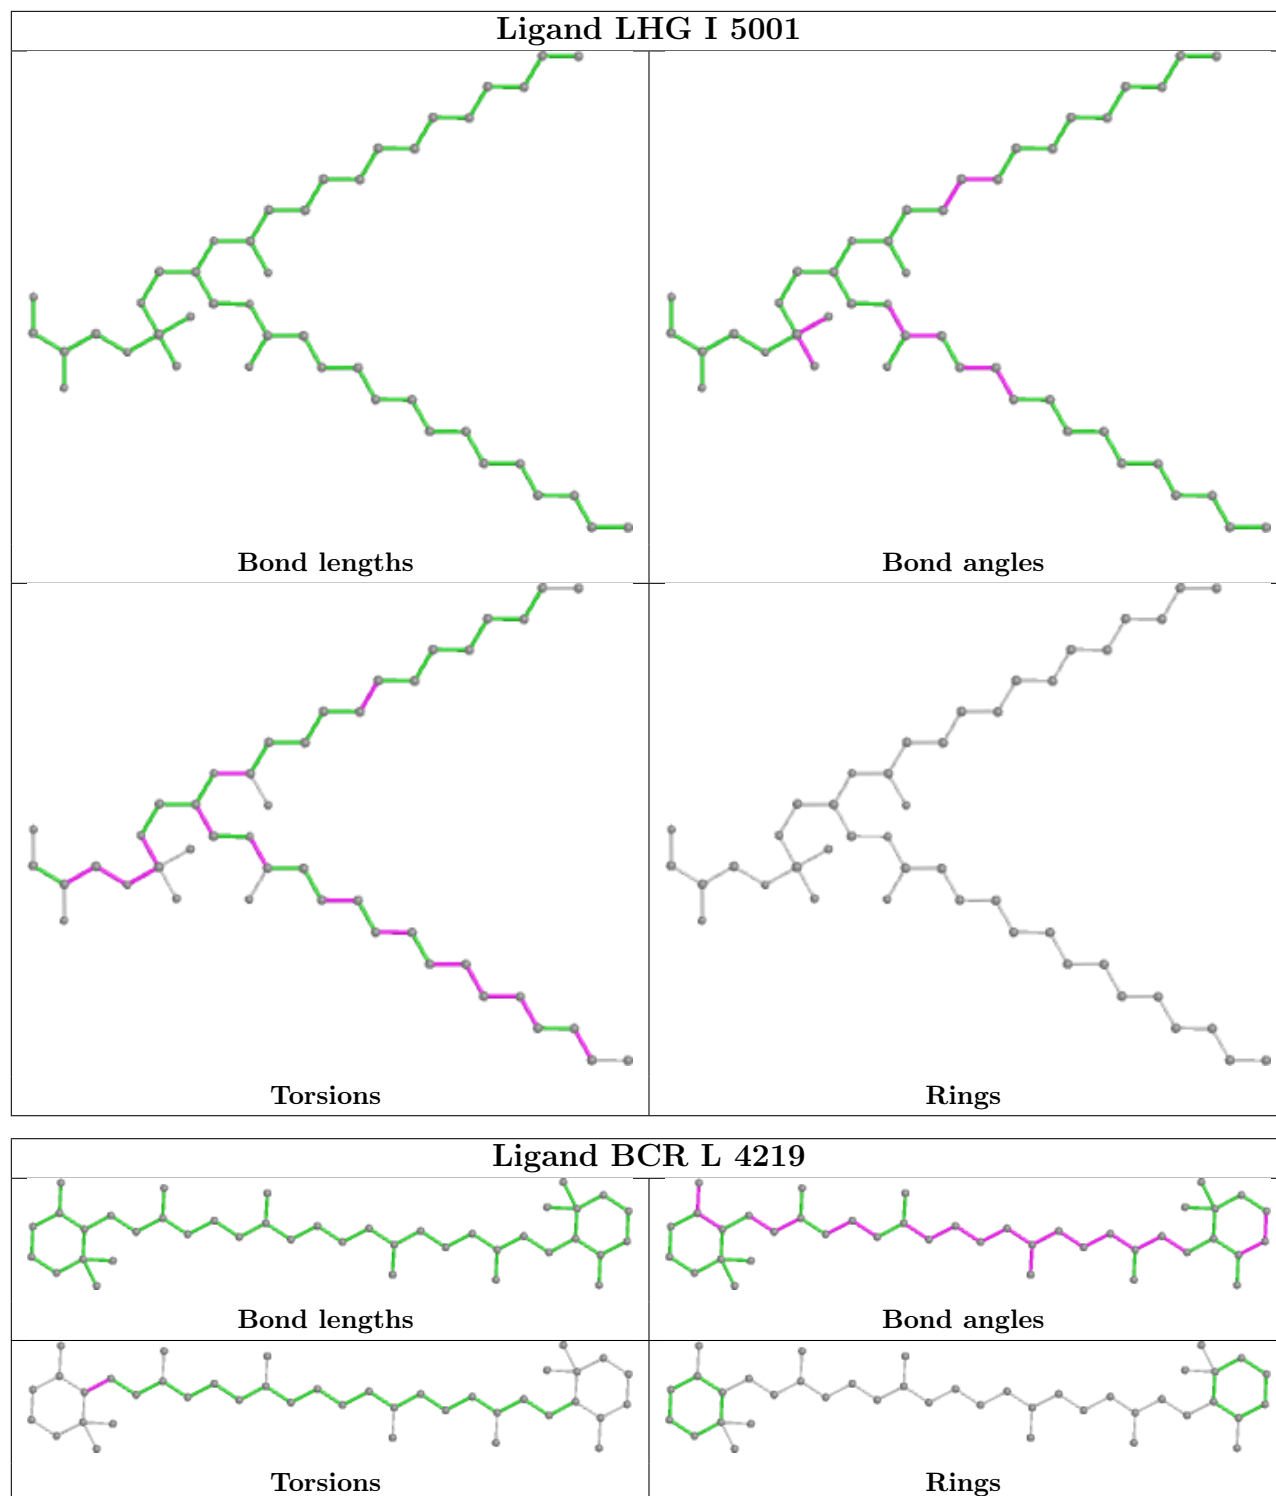 Ligand LHG I 5001
Bond lengths
Bond angles
Torsions
Rings
Ligand BCR L 4219
Bond lengths
Bond angles
Torsions
Rings